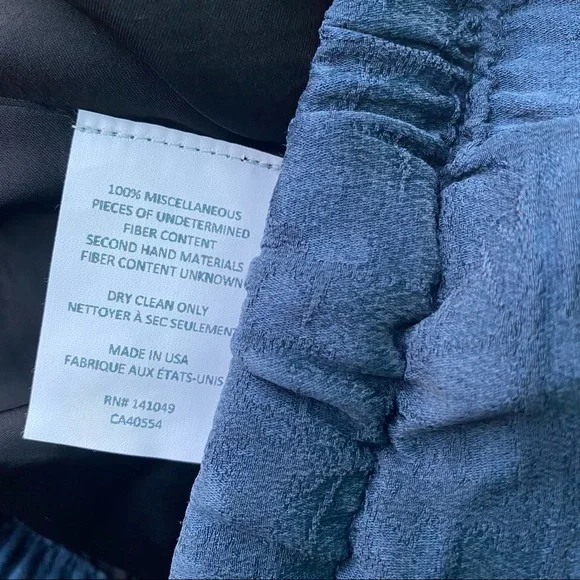 100% MISCELLANEOUS
PIECES OF UNDETERMINED
FIBER CONTENT
SECOND HAND MATERIALS
FIBER CONTENT UNKNOWN
DRY CLEAN ONLY
NETTOYER À SEC SEULEMENT
MADE IN USA
FABRIQUE AUX ÉTATS-UNIS
RN# 141049
CA40554